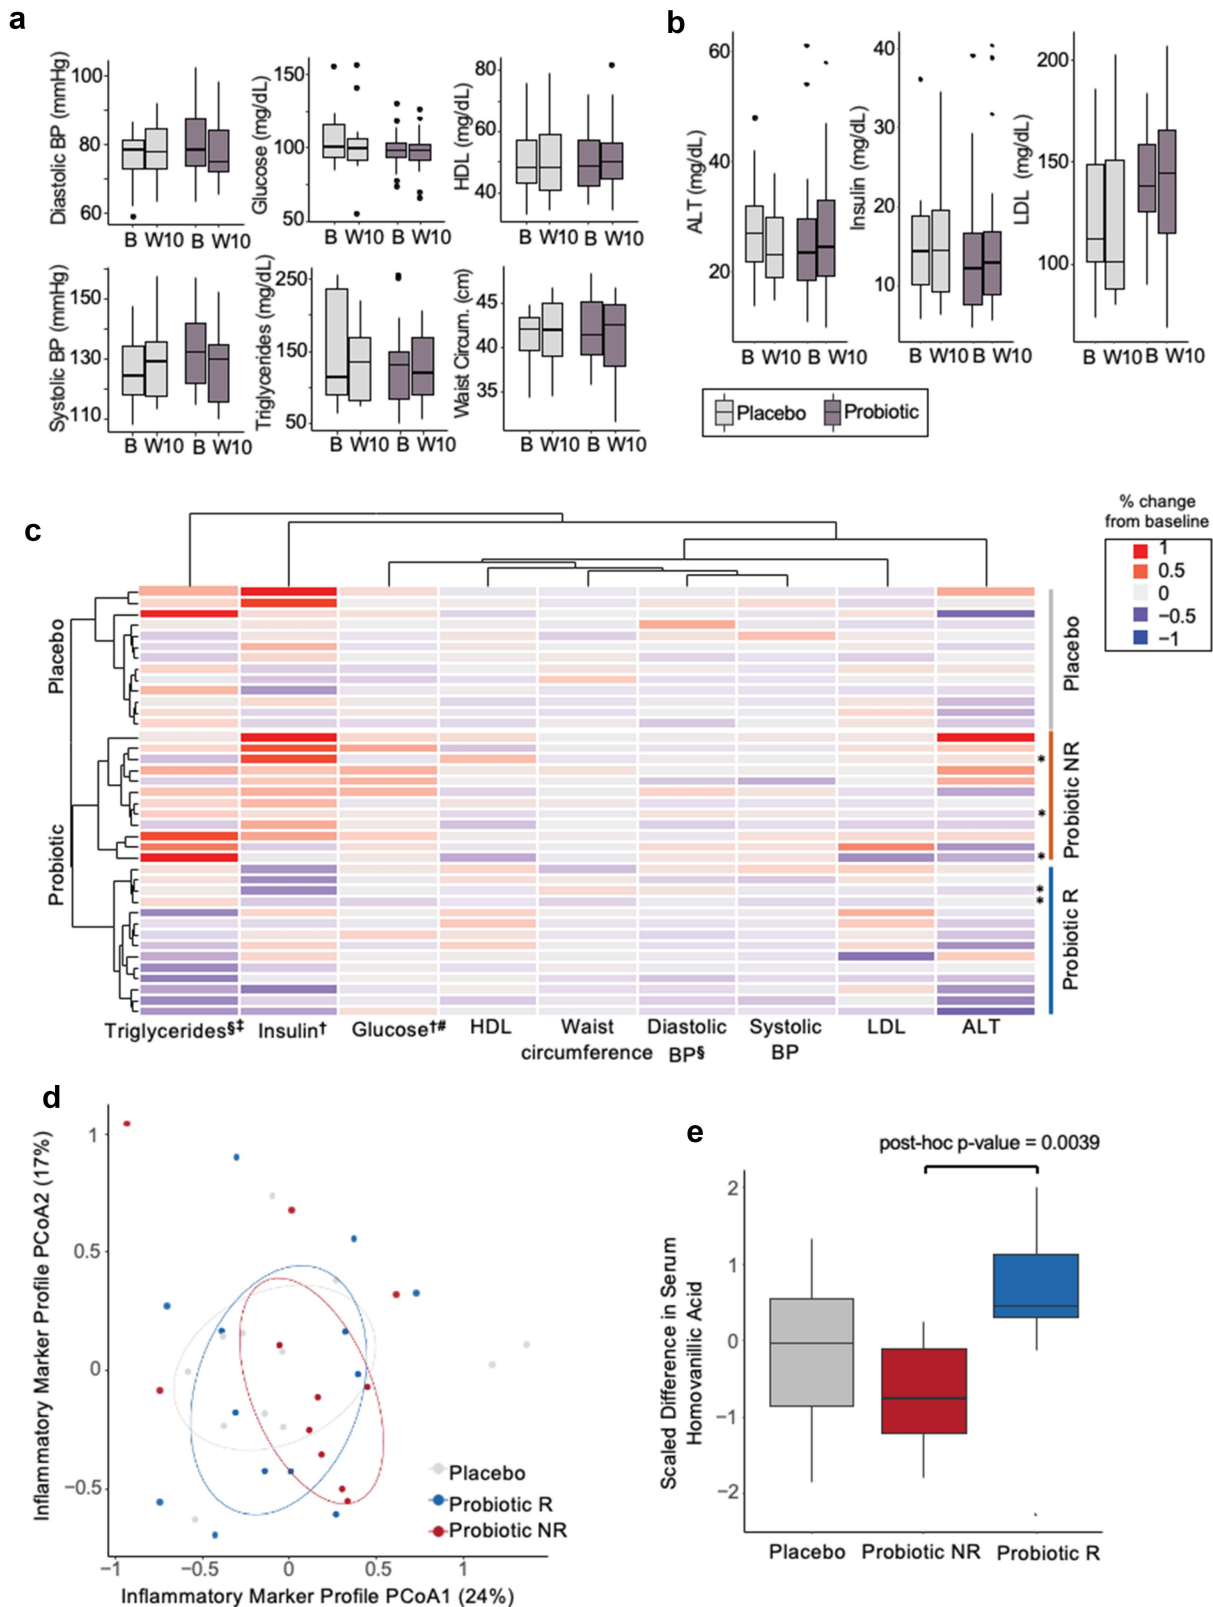 a
Diastolic BP (mmHg)
100
80
60
B W10 B W10
Glucose (mg/dL)
150
100
50
B W10 B W10
HDL (mg/dL)
80
60
40
B W10 B W10
Systolic BP (mmHg)
150
130
110
B W10 B W10
Triglycerides (mg/dL)
250
150
50
B W10 B W10
Waist Circum. (cm)
45
40
35
B W10 B W10
b
ALT (mg/dL)
60
40
20
B W10 B W10
Insulin (mg/dL)
40
30
20
10
B W10 B W10
LDL (mg/dL)
200
150
100
B W10 B W10
Placebo Probiotic
c
% change
from baseline
1
0.5
0
−0.5
−1
Placebo
Probiotic
Placebo
Probiotic NR
Probiotic R
*
*
*
*
*
Triglycerides§‡ Insulin† Glucose†# HDL Waist Diastolic Systolic LDL ALT
circumference BP§ BP
d
Inflammatory Marker Profile PCoA2 (17%)
1
0.5
0
−0.5
−1 −0.5 0 0.5 1
Inflammatory Marker Profile PCoA1 (24%)
Placebo
Probiotic R
Probiotic NR
e
post-hoc p-value = 0.0039
Scaled Difference in Serum
Homovanillic Acid
2
1
0
−1
−2
Placebo Probiotic NR Probiotic R